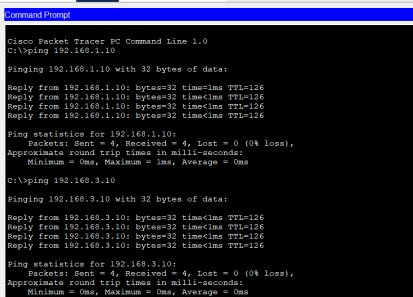 Command Prompt
Cisco Packet Tracer PC Command Line 1.0
C:\>ping 192.168.1.10
Pinging 192.168.1.10 with 32 bytes of data:
Reply from 192.168.1.10: bytes=32 time=1ms TTL=126
Reply from 192.168.1.10: bytes=32 time<1ms TTL=126
Reply from 192.168.1.10: bytes=32 time<1ms TTL=126
Reply from 192.168.1.10: bytes=32 time<1ms TTL=126
Ping statistics for 192.168.1.10:
Packets: Sent = 4, Received = 4, Lost = 0 (0% loss),
Approximate round trip times in milli-seconds:
Minimum = 0ms, Maximum = 1ms, Average = 0ms
C:\>ping 192.168.3.10
Pinging 192.168.3.10 with 32 bytes of data:
Reply from 192.168.3.10: bytes=32 time<1ms TTL=126
Reply from 192.168.3.10: bytes=32 time<1ms TTL=126
Reply from 192.168.3.10: bytes=32 time<1ms TTL=126
Reply from 192.168.3.10: bytes=32 time<1ms TTL=126
Ping statistics for 192.168.3.10:
Packets: Sent = 4, Received = 4, Lost = 0 (0% loss),
Approximate round trip times in milli-seconds:
Minimum = 0ms, Maximum = 0ms, Average = 0ms